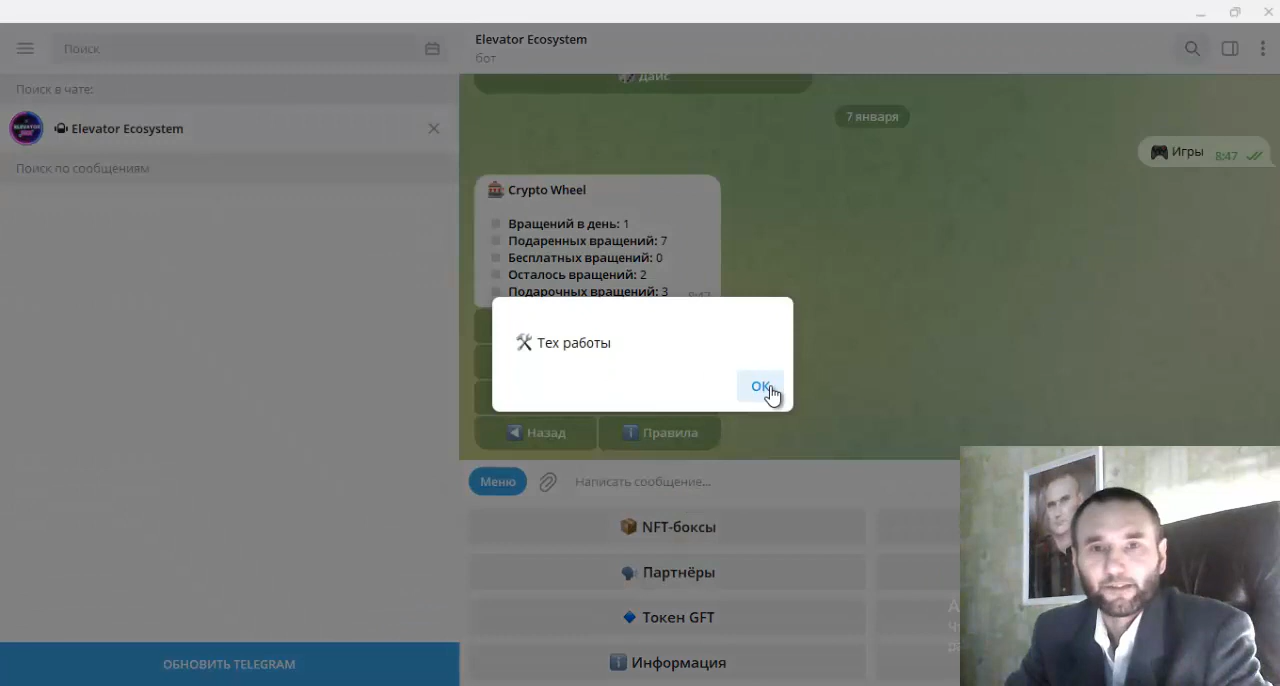 Поиск
Поиск в чате:
Elevator Ecosystem
Поиск по сообщениям
ОБНОВИТЬ TELEGRAM
Elevator Ecosystem
бот
Дайс
7 января
🎮 Игры 8:47
🎰 Crypto Wheel
Вращений в день: 1
Подаренных вращений: 7
Бесплатных вращений: 0
Осталось вращений: 2
Подарочных вращений: 3
🛠 Тех работы
OK
Назад
Правила
Меню
Написать сообщение...
📦 NFT-боксы
🗣 Партнёры
🔹 Токен GFT
ℹ️ Информация